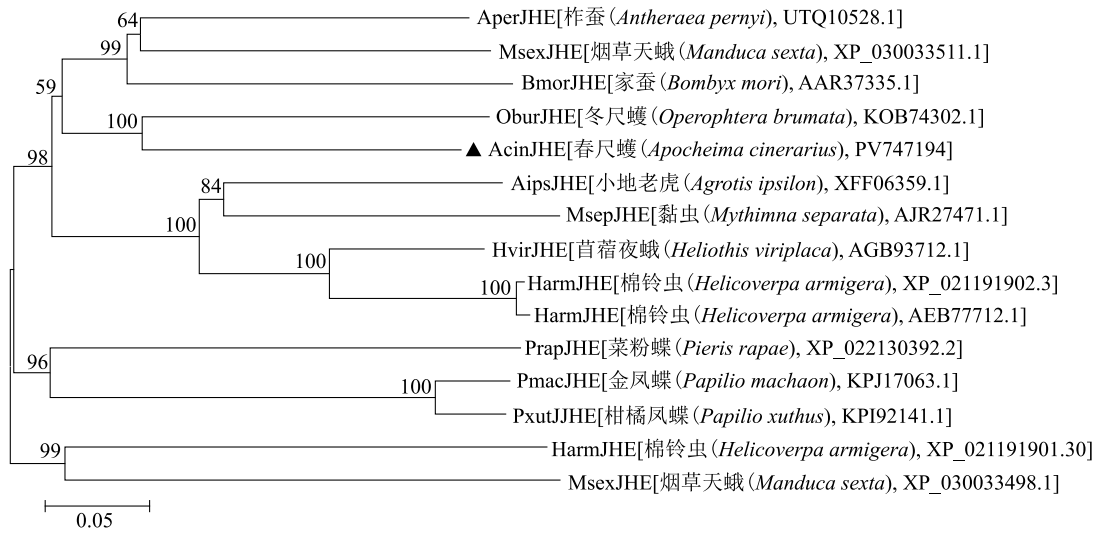 64
AperJHE[柞蚕(Antheraea pernyi), UTQ10528.1]
99
MsexJHE[烟草天蛾(Manduca sexta), XP_030033511.1]
BmorJHE[家蚕(Bombyx mori), AAR37335.1]
59
100
OburJHE[冬尺蠖(Operophtera brumata), KOB74302.1]
98
▲ AcinJHE[春尺蠖(Apocheima cinerarius), PV747194]
84
AipsJHE[小地老虎(Agrotis ipsilon), XFF06359.1]
100
MsepJHE[黏虫(Mythimna separata), AJR27471.1]
100
HvirJHE[苜蓿夜蛾(Heliothis viriplaca), AGB93712.1]
100
HarmJHE[棉铃虫(Helicoverpa armigera), XP_021191902.3]
HarmJHE[棉铃虫(Helicoverpa armigera), AEB77712.1]
96
PrapJHE[菜粉蝶(Pieris rapae), XP_022130392.2]
100
PmacJHE[金凤蝶(Papilio machaon), KPJ17063.1]
PxutJJHE[柑橘凤蝶(Papilio xuthus), KPI92141.1]
99
HarmJHE[棉铃虫(Helicoverpa armigera), XP_021191901.30]
MsexJHE[烟草天蛾(Manduca sexta), XP_030033498.1]
0.05